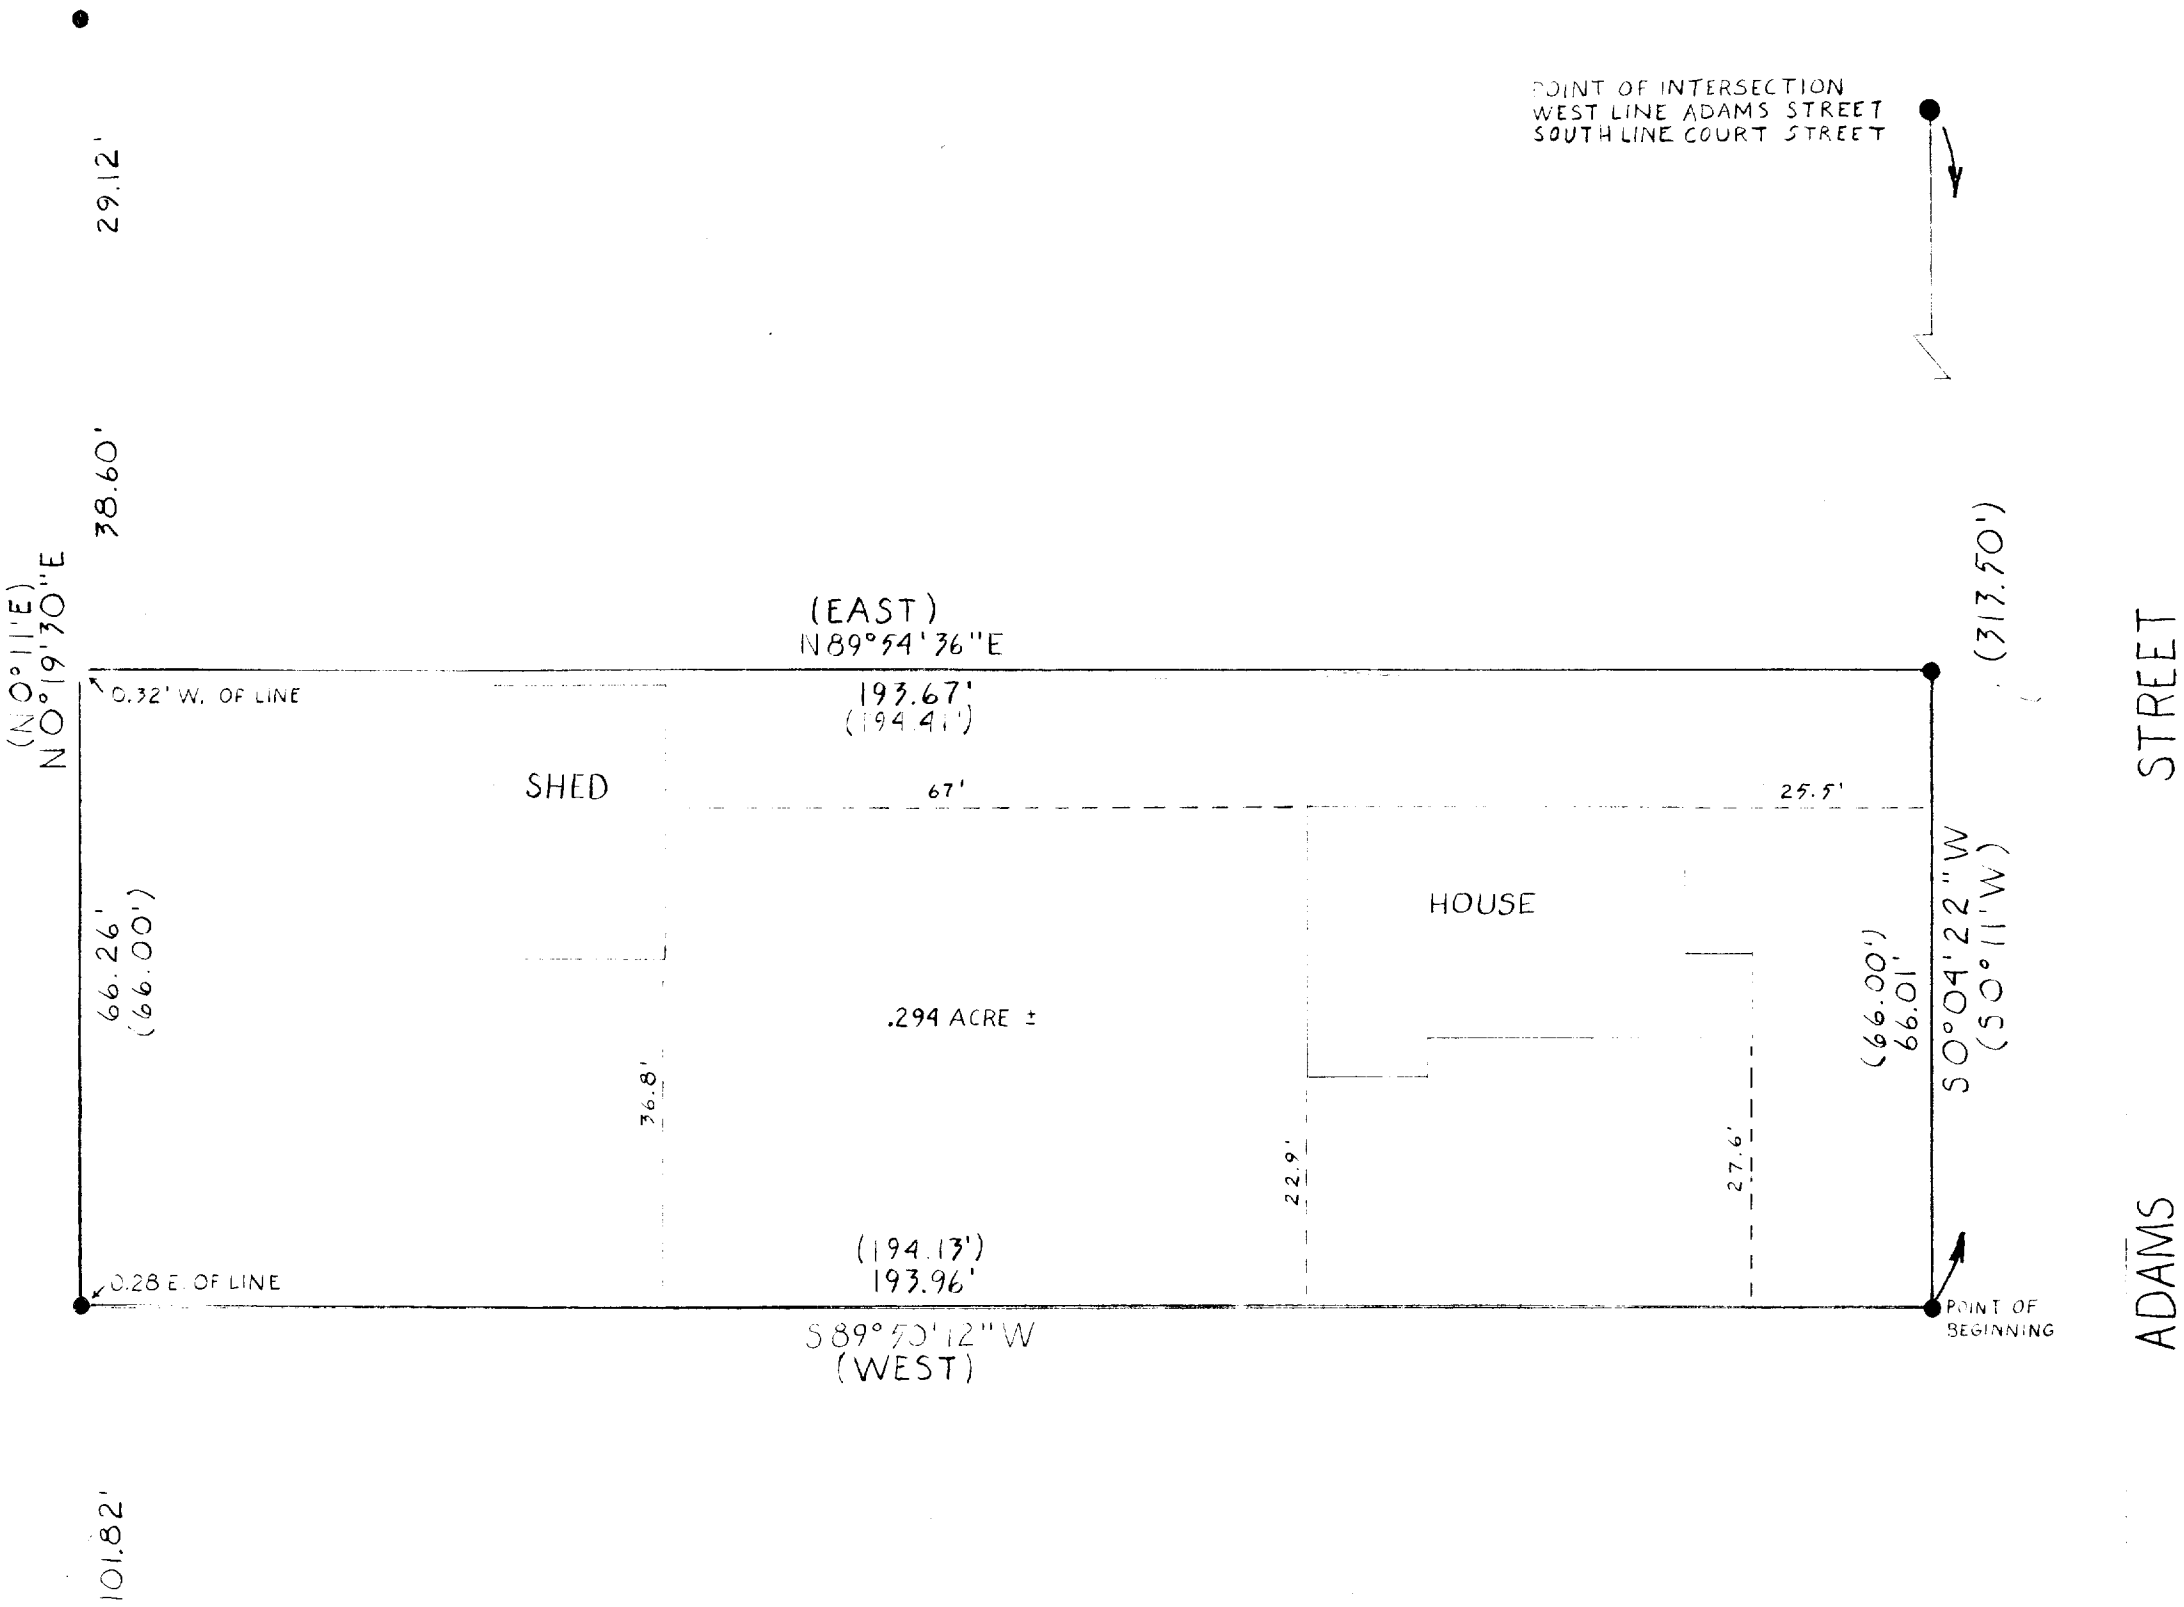 POINT OF INTERSECTION
WEST LINE ADAMS STREET
SOUTH LINE COURT STREET
29.12'
38.60'
(N0°11'E)
N0°19'30"E
(313.50')
(EAST)
N89°54'36"E
193.67'
(194.41')
0.32' W. OF LINE
SHED
67'
25.5'
HOUSE
STREET
66.26'
(66.00')
(66.00')
66.01'
S0°04'22"W
(S0°11'W)
.294 ACRE ±
36.8'
22.9'
27.6'
(194.13')
193.96'
0.28 E. OF LINE
S89°50'12"W
(WEST)
POINT OF
BEGINNING
ADAMS
101.82'